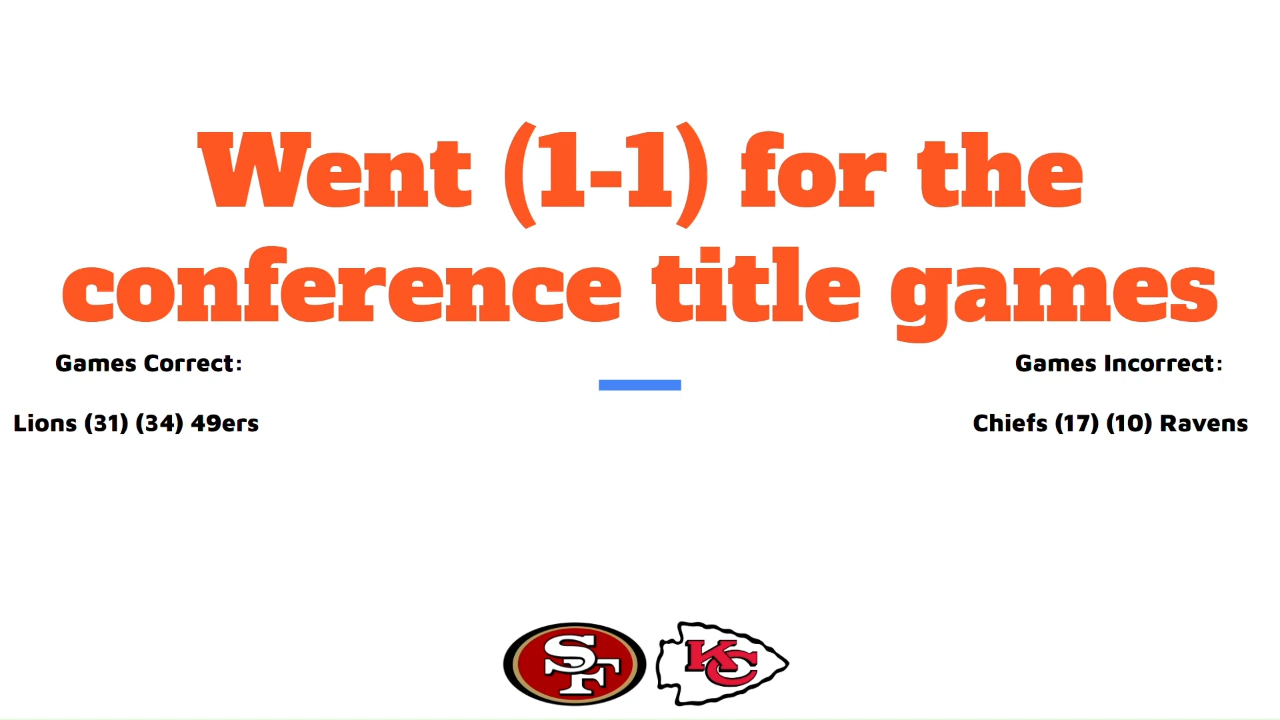 Went (1-1) for the
conference title games
Games Correct:
Lions (31) (34) 49ers
Games Incorrect:
Chiefs (17) (10) Ravens
SF
KC